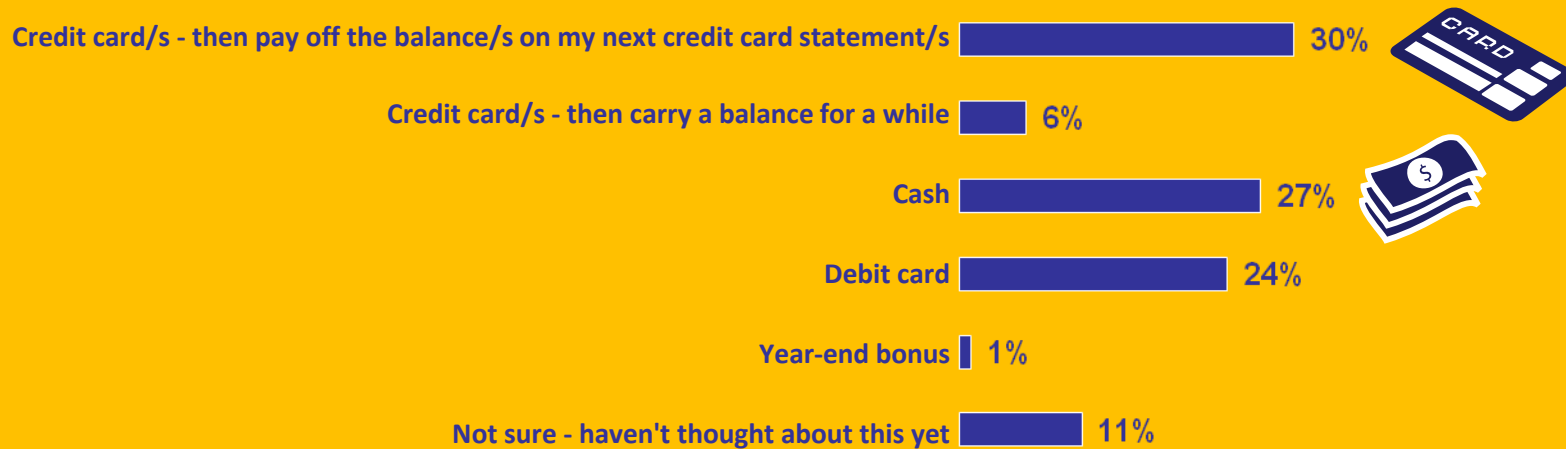 Credit card/s - then pay off the balance/s on my next credit card statement/s 30%
CARD
Credit card/s - then carry a balance for a while 6%
Cash 27%
$
Debit card 24%
Year-end bonus 1%
Not sure - haven't thought about this yet 11%